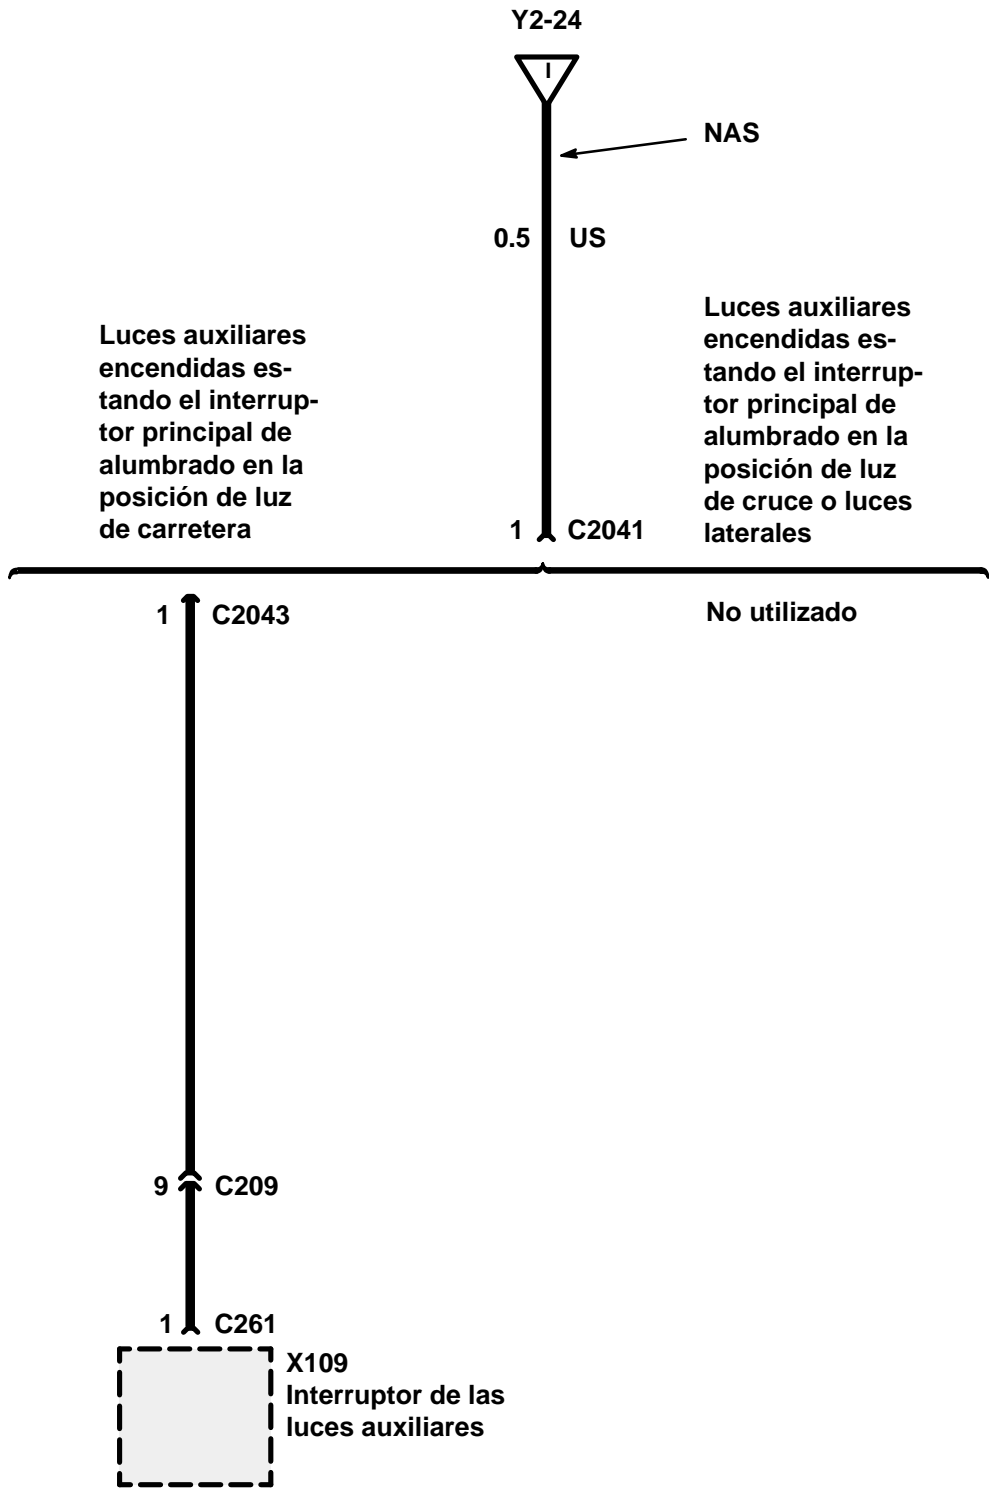 Y2-24
I
NAS
0.5 US
Luces auxiliares
encendidas es-
tando el interrup-
tor principal de
alumbrado en la
posición de luz
de carretera
Luces auxiliares
encendidas es-
tando el interrup-
tor principal de
alumbrado en la
posición de luz
de cruce o luces
laterales
1 C2041
1 C2043
No utilizado
9 C209
1 C261
X109
Interruptor de las
luces auxiliares